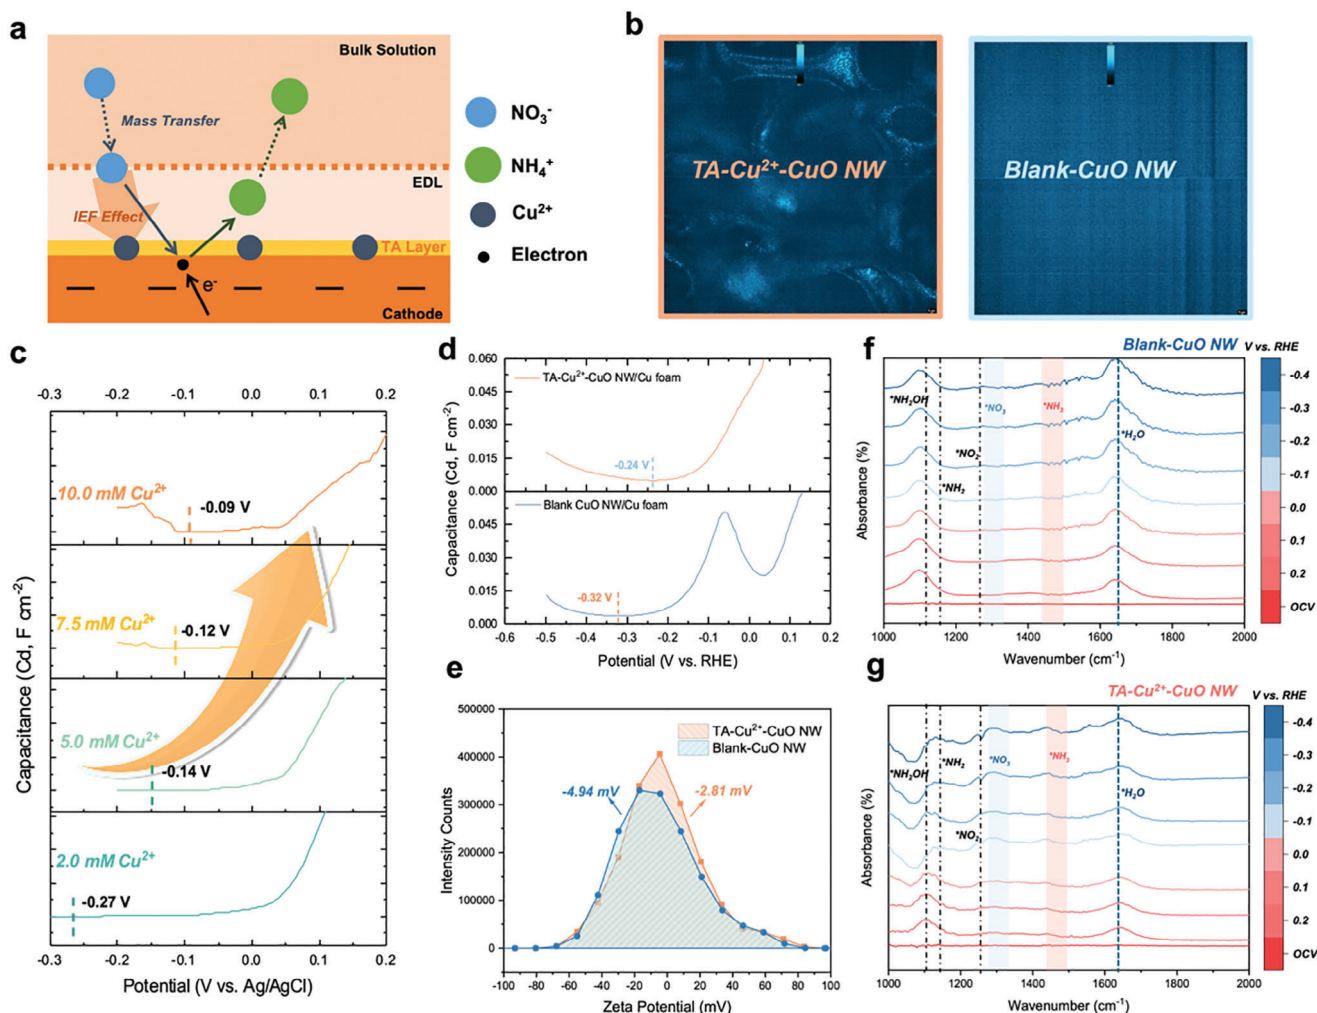 a
Bulk Solution
Mass Transfer
EDL
IEF Effect
TA Layer
e-
Cathode
NO₃⁻
NH₄⁺
Cu²⁺
Electron
b
TA-Cu²⁺-CuO NW
Blank-CuO NW
c
-0.3 -0.2 -0.1 0.0 0.1 0.2
10.0 mM Cu²⁺
-0.09 V
7.5 mM Cu²⁺
-0.12 V
5.0 mM Cu²⁺
-0.14 V
2.0 mM Cu²⁺
-0.27 V
Capacitance (Cd, F cm⁻²)
-0.3 -0.2 -0.1 0.0 0.1 0.2
Potential (V vs. Ag/AgCl)
d
0.060
0.045
0.030
0.015
0.000
TA-Cu²⁺-CuO NW/Cu foam
-0.24 V
Blank CuO NW/Cu foam
0.045
0.030
0.015
0.000
-0.32 V
Capacitance (Cd, F cm⁻²)
-0.6 -0.5 -0.4 -0.3 -0.2 -0.1 0.0 0.1 0.2
Potential (V vs. RHE)
e
500000
400000
300000
200000
100000
0
TA-Cu²⁺-CuO NW
Blank-CuO NW
-4.94 mV
-2.81 mV
Intensity Counts
-100 -80 -60 -40 -20 0 20 40 60 80 100
Zeta Potential (mV)
f
Blank-CuO NW
V vs. RHE
*NH₂OH
*NO₃
*NH₃
*H₂O
*NO₂
*NH₂
-0.4
-0.3
-0.2
-0.1
0.0
0.1
0.2
OCV
Absorbance (%)
1000 1200 1400 1600 1800 2000
Wavenumber (cm⁻¹)
g
TA-Cu²⁺-CuO NW
V vs. RHE
*NH₂OH
*NH₂
*NO₃
*NH₃
*H₂O
*NO₂
-0.4
-0.3
-0.2
-0.1
0.0
0.1
0.2
OCV
Absorbance (%)
1000 1200 1400 1600 1800 2000
Wavenumber (cm⁻¹)